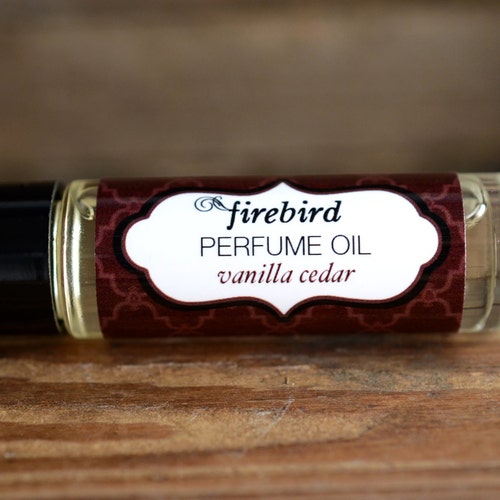 firebird
PERFUME OIL
vanilla cedar